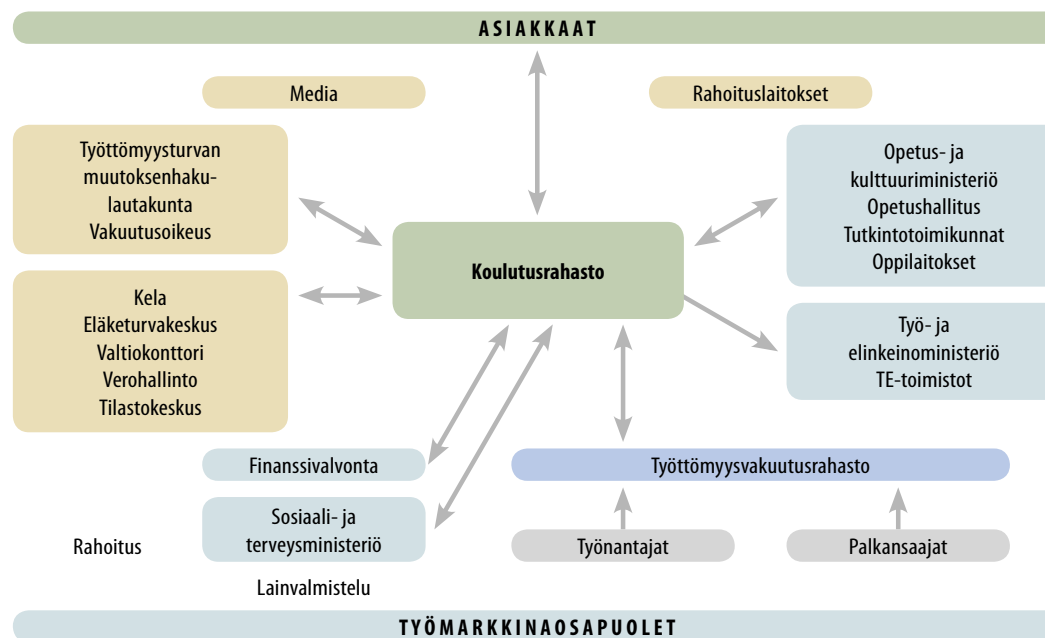 ASIAKKAAT
Media
Rahoituslaitokset
Työttömyysturvan
muutoksenhaku-
lautakunta
Vakuutusoikeus
Opetus- ja
kulttuuriministeriö
Opetushallitus
Tutkintotoimikunnat
Oppilaitokset
Koulutusrahasto
Kela
Eläketurvakeskus
Valtiokonttori
Verohallinto
Tilastokeskus
Työ- ja
elinkeinoministeriö
TE-toimistot
Finanssivalvonta
Työttömyysvakuutusrahasto
Sosiaali- ja
terveysministeriö
Rahoitus
Työnantajat
Palkansaajat
Lainvalmistelu
TYÖMARKKINAOSAPUOLET